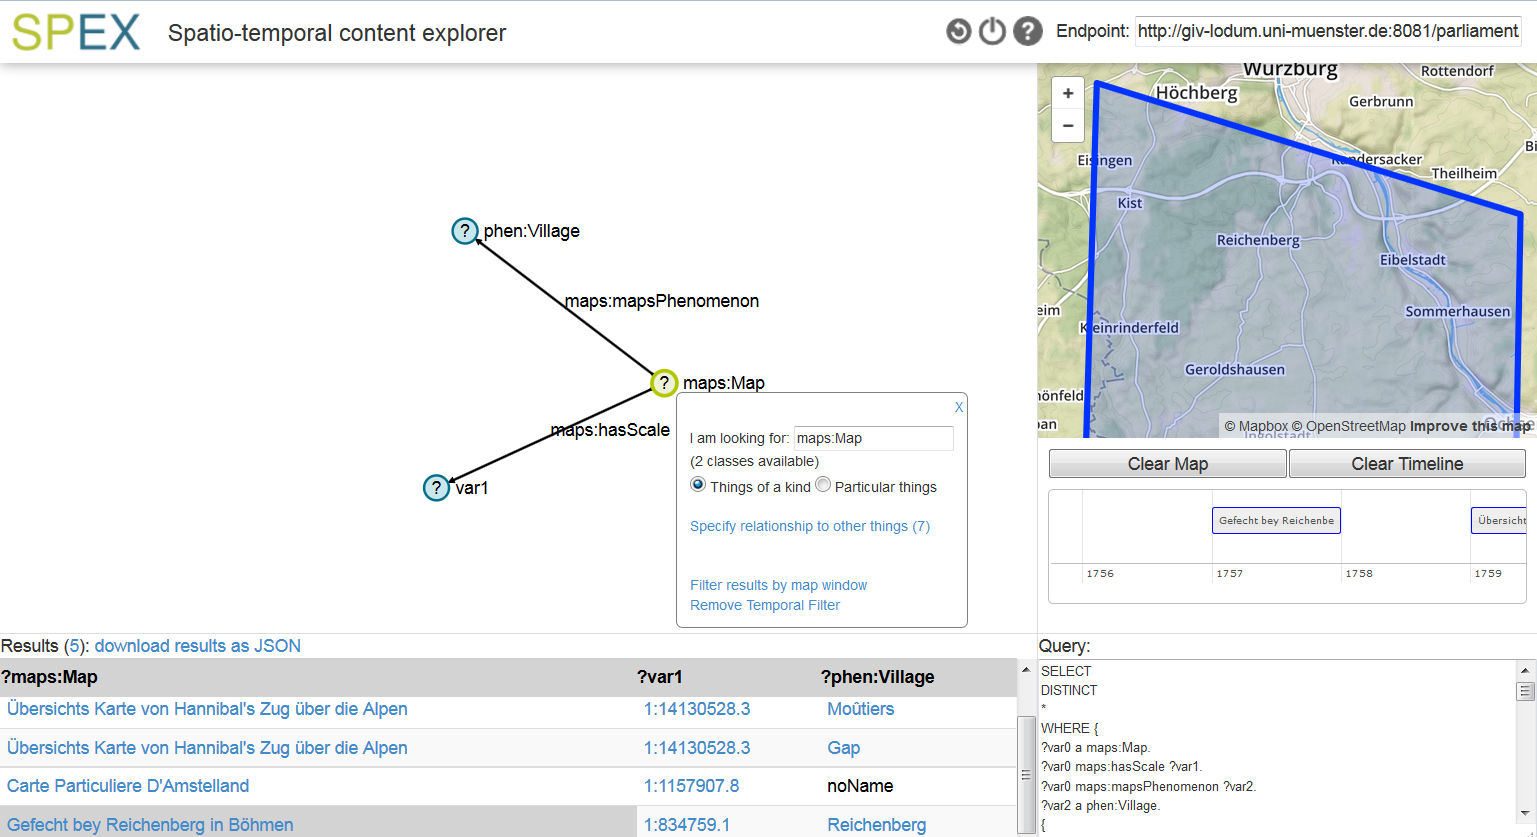 SPEX Spatio-temporal content explorer
? Endpoint: http://giv-lodum.uni-muenster.de:8081/parliament
? phen:Village
maps:mapsPhenomenon
? maps:Map
maps:hasScale
? var1
X
I am looking for: maps:Map
(2 classes available)
Things of a kind Particular things
Specify relationship to other things (7)
Filter results by map window
Remove Temporal Filter
+
−
Würzburg
Rottendorf
Höchberg
Gerbrunn
Eisingen
Randersacker
Bi
Theilheim
Kist
Reichenberg
Eibelstadt
eim
Kleinrinderfeld
Sommerhausen
Geroldshausen
hönfeld
pan
Ingolstadt
© Mapbox © OpenStreetMap Improve this map
Clear Map Clear Timeline
Gefecht bey Reichenbe Übersicht
1756 1757 1758 1759
Results (5): download results as JSON
?maps:Map ?var1 ?phen:Village
Übersichts Karte von Hannibal's Zug über die Alpen 1:14130528.3 Moûtiers
Übersichts Karte von Hannibal's Zug über die Alpen 1:14130528.3 Gap
Carte Particuliere D'Amstelland 1:1157907.8 noName
Gefecht bey Reichenberg in Böhmen 1:834759.1 Reichenberg
Query:
SELECT
DISTINCT
*
WHERE {
?var0 a maps:Map.
?var0 maps:hasScale ?var1.
?var0 maps:mapsPhenomenon ?var2.
?var2 a phen:Village.
{